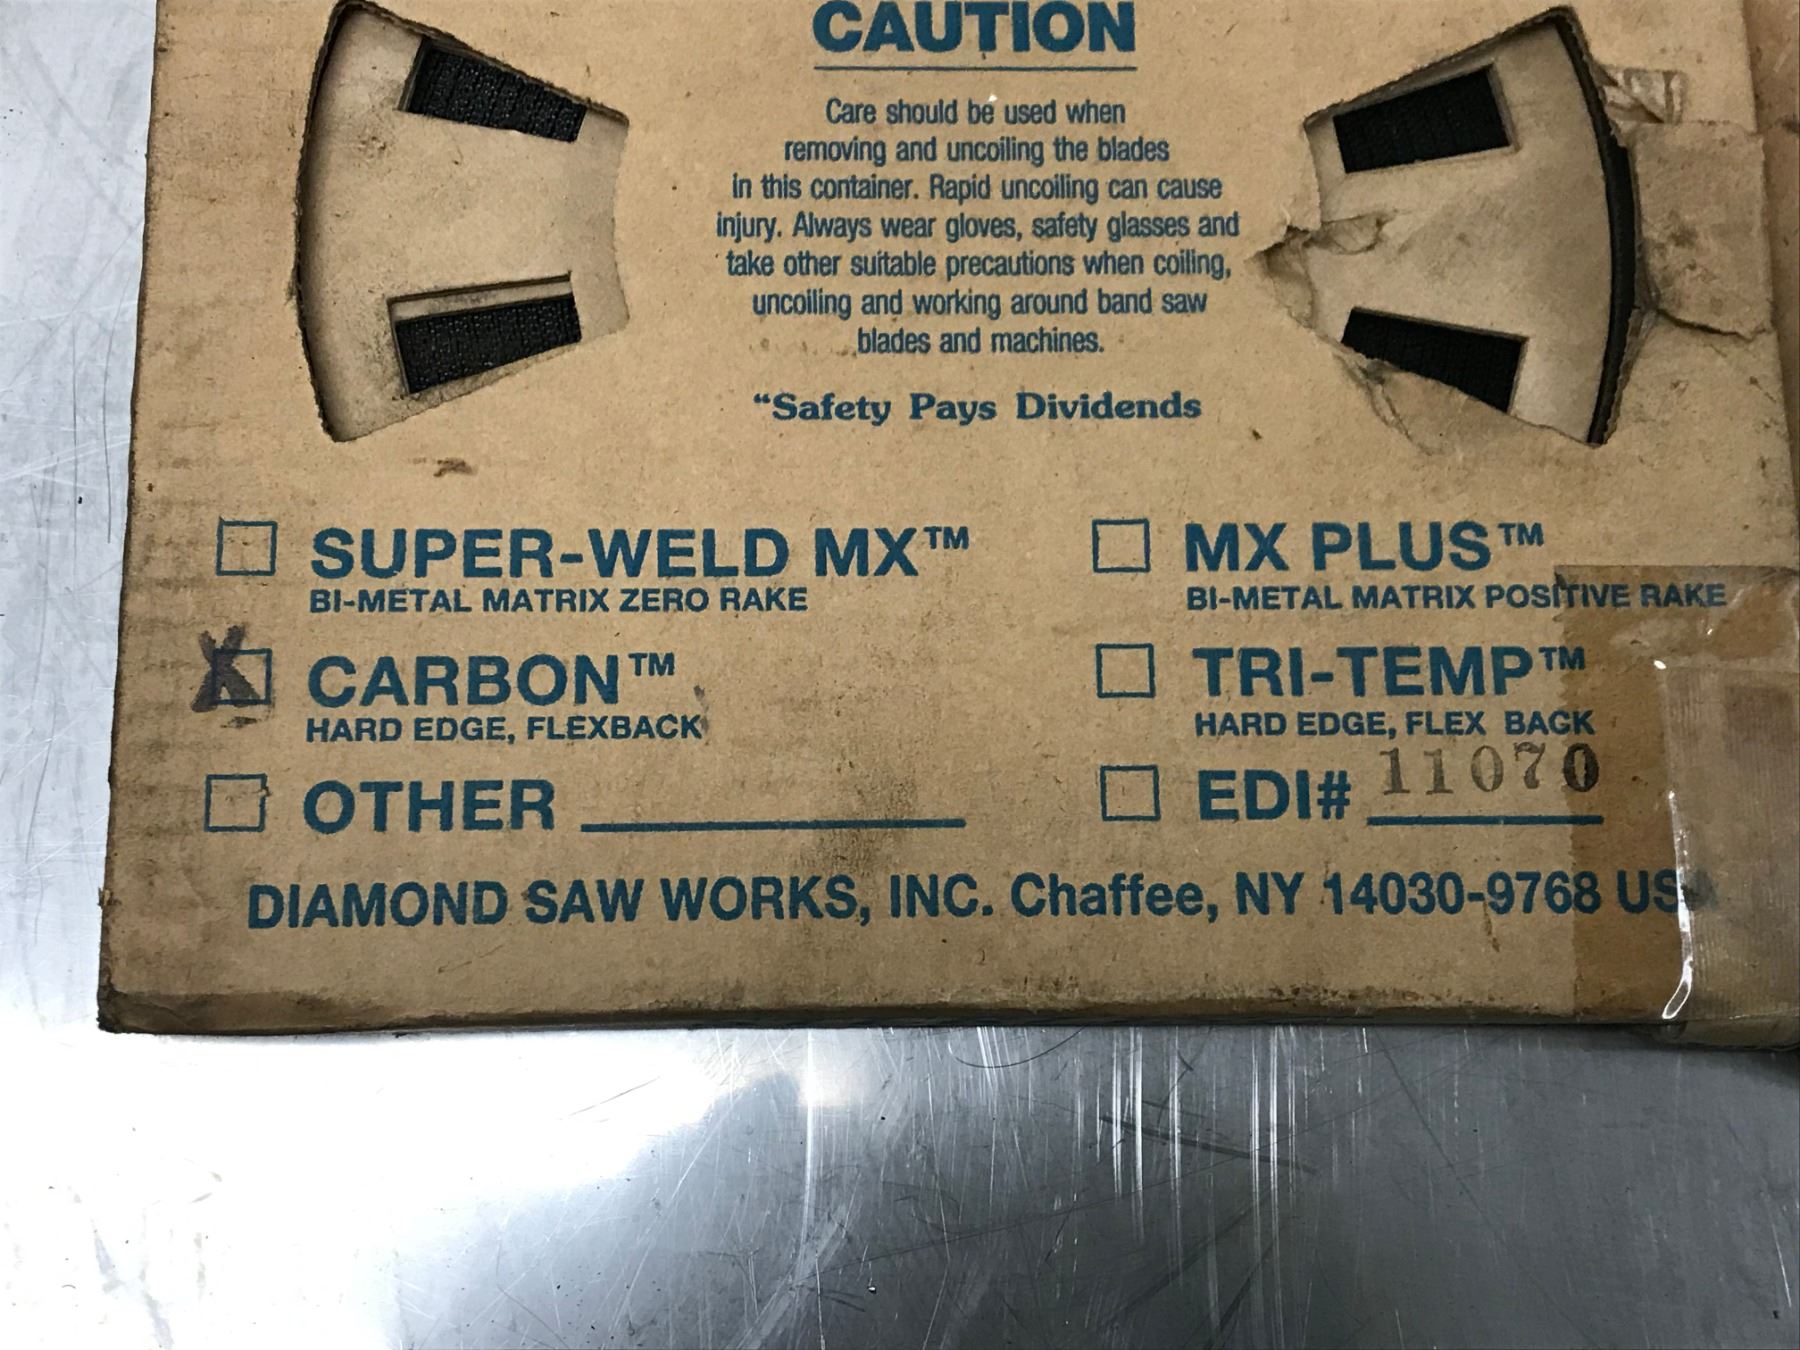 CAUTION
Care should be used when
removing and uncoiling the blades
in this container. Rapid uncoiling can cause
injury. Always wear gloves, safety glasses and
take other suitable precautions when coiling,
uncoiling and working around band saw
blades and machines.
“Safety Pays Dividends
SUPER-WELD MX™
BI-METAL MATRIX ZERO RAKE
MX PLUS™
BI-METAL MATRIX POSITIVE RAKE
X CARBON™
HARD EDGE, FLEXBACK
TRI-TEMP™
HARD EDGE, FLEX BACK
OTHER
EDI# 11070
DIAMOND SAW WORKS, INC. Chaffee, NY 14030-9768 USA